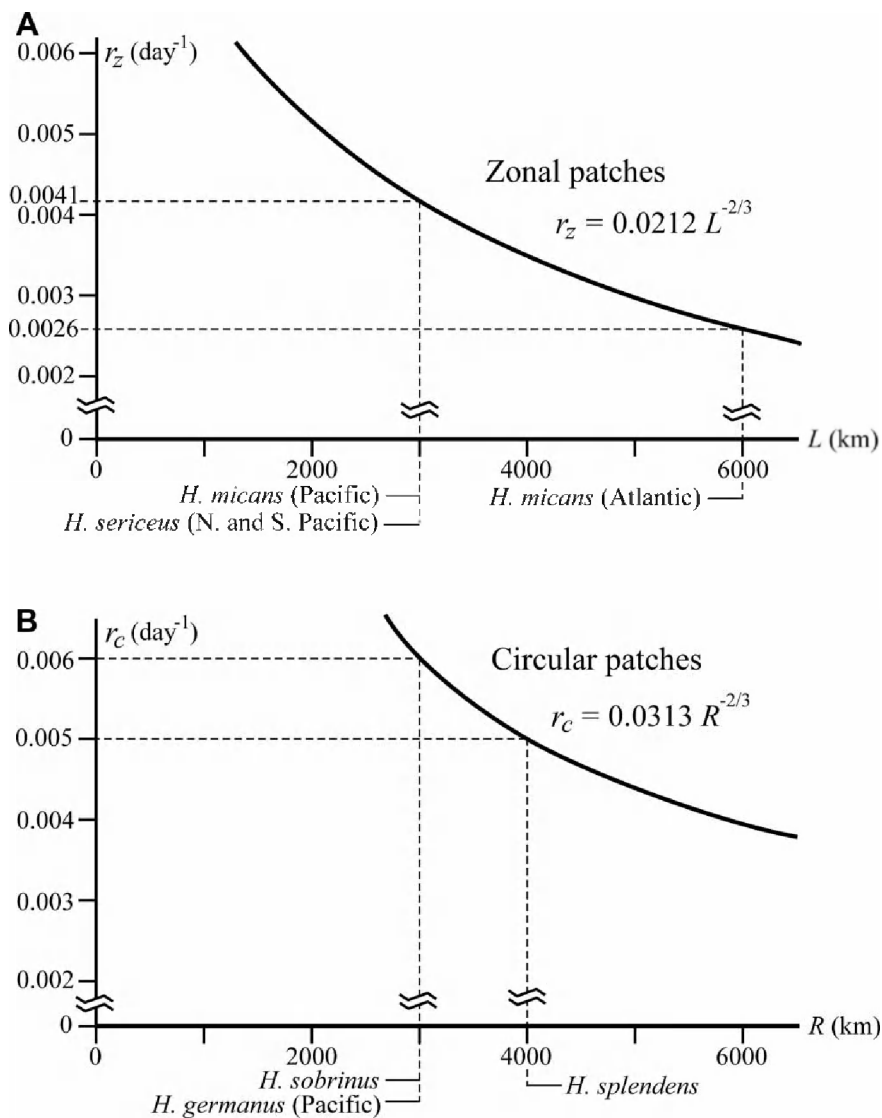 A
r_z (day⁻¹)
0.006
0.005
0.0041
0.004
0.003
0.0026
0.002
0
Zonal patches
r_z = 0.0212 L^{-2/3}
0 2000 4000 6000
L (km)
H. micans (Pacific)
H. micans (Atlantic)
H. sericeus (N. and S. Pacific)
B
r_c (day⁻¹)
0.006
0.005
0.004
0.003
0.002
0
Circular patches
r_c = 0.0313 R^{-2/3}
0 2000 4000 6000
R (km)
H. sobrinus
H. splendens
H. germanus (Pacific)